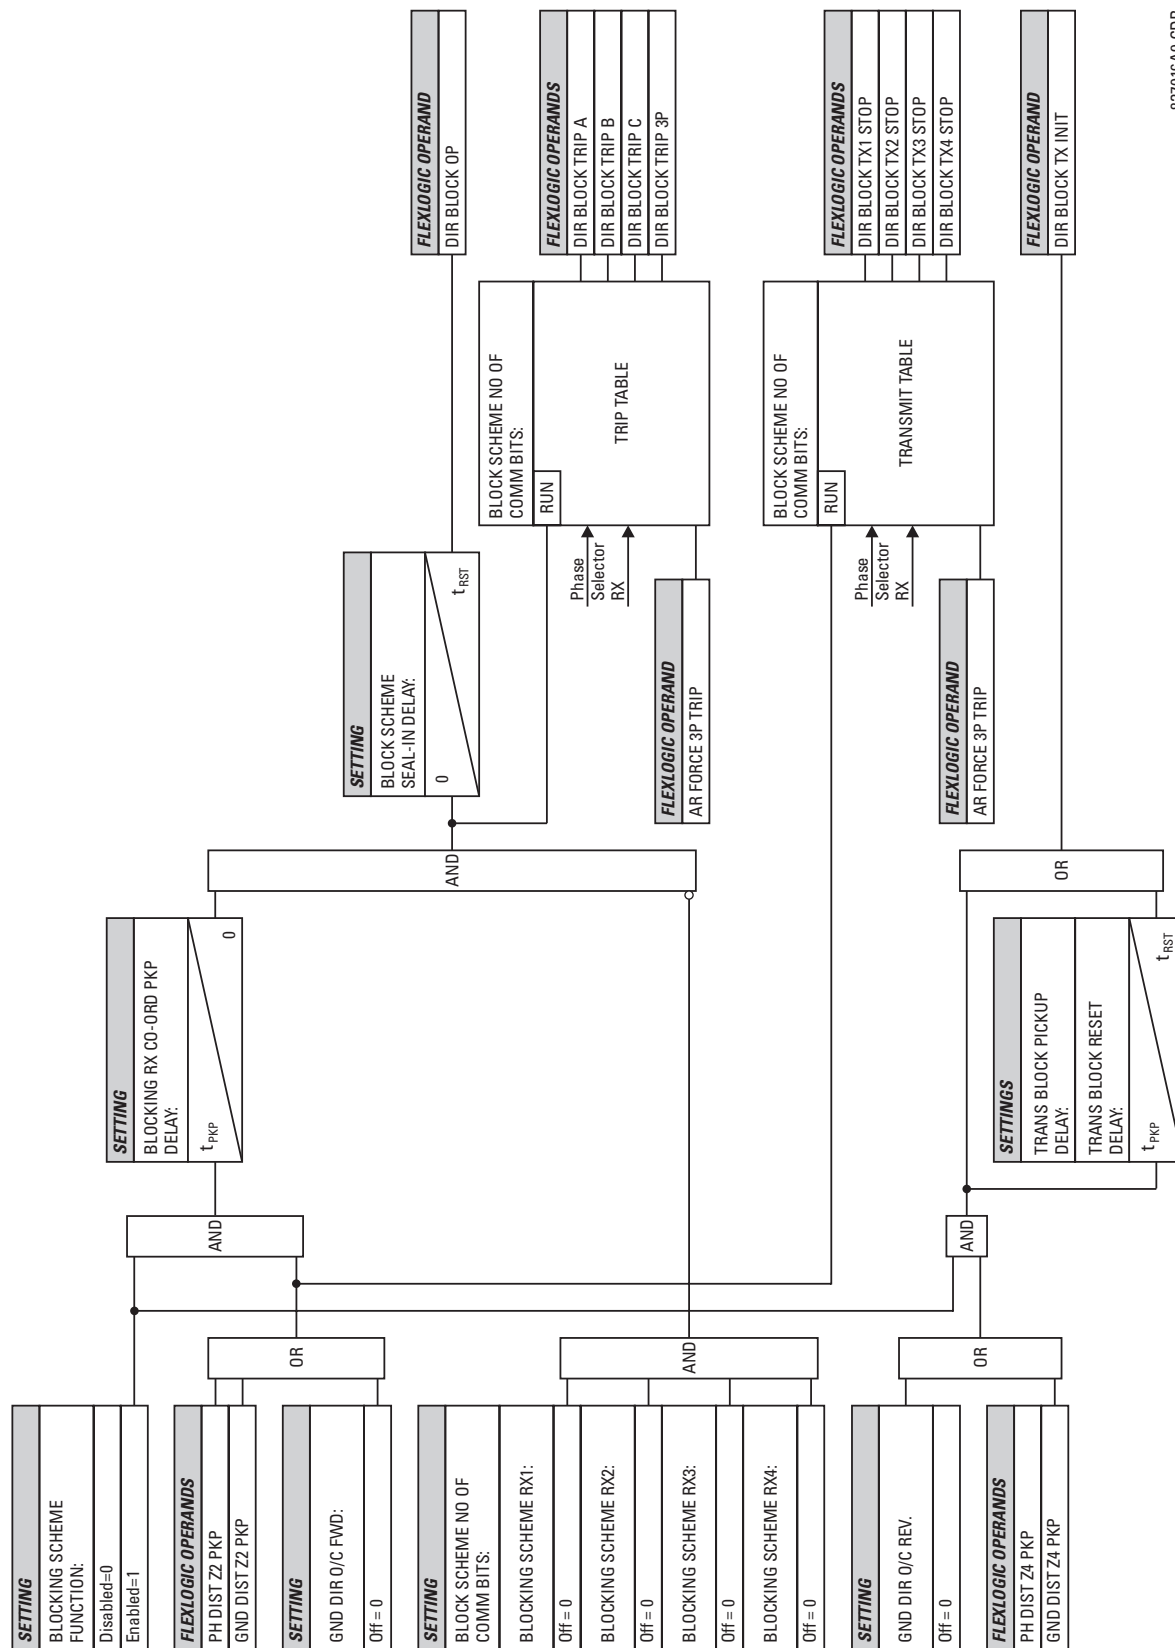 SETTING
BLOCKING SCHEME
FUNCTION:
Disabled=0
Enabled=1
FLEXLOGIC OPERANDS
PH DIST Z2 PKP
GND DIST Z2 PKP
SETTING
GND DIR O/C FWD:
Off = 0
SETTING
BLOCK SCHEME NO OF
COMM BITS:
BLOCKING SCHEME RX1:
Off = 0
BLOCKING SCHEME RX2:
Off = 0
BLOCKING SCHEME RX3:
Off = 0
BLOCKING SCHEME RX4:
Off = 0
SETTING
GND DIR O/C REV.
Off = 0
FLEXLOGIC OPERANDS
PH DIST Z4 PKP
GND DIST Z4 PKP
OR
AND
OR
AND
AND
SETTING
BLOCKING RX CO-ORD PKP
DELAY:
tPKP
0
SETTINGS
TRANS BLOCK PICKUP
DELAY:
TRANS BLOCK RESET
DELAY:
tPKP
tRST
AND
OR
SETTING
BLOCK SCHEME
SEAL-IN DELAY:
0
tRST
FLEXLOGIC OPERAND
AR FORCE 3P TRIP
FLEXLOGIC OPERAND
AR FORCE 3P TRIP
Phase
Selector
RX
Phase
Selector
RX
BLOCK SCHEME NO OF
COMM BITS:
RUN
TRIP TABLE
BLOCK SCHEME NO OF
COMM BITS:
RUN
TRANSMIT TABLE
FLEXLOGIC OPERAND
DIR BLOCK OP
FLEXLOGIC OPERANDS
DIR BLOCK TRIP A
DIR BLOCK TRIP B
DIR BLOCK TRIP C
DIR BLOCK TRIP 3P
FLEXLOGIC OPERANDS
DIR BLOCK TX1 STOP
DIR BLOCK TX2 STOP
DIR BLOCK TX3 STOP
DIR BLOCK TX4 STOP
FLEXLOGIC OPERAND
DIR BLOCK TX INIT